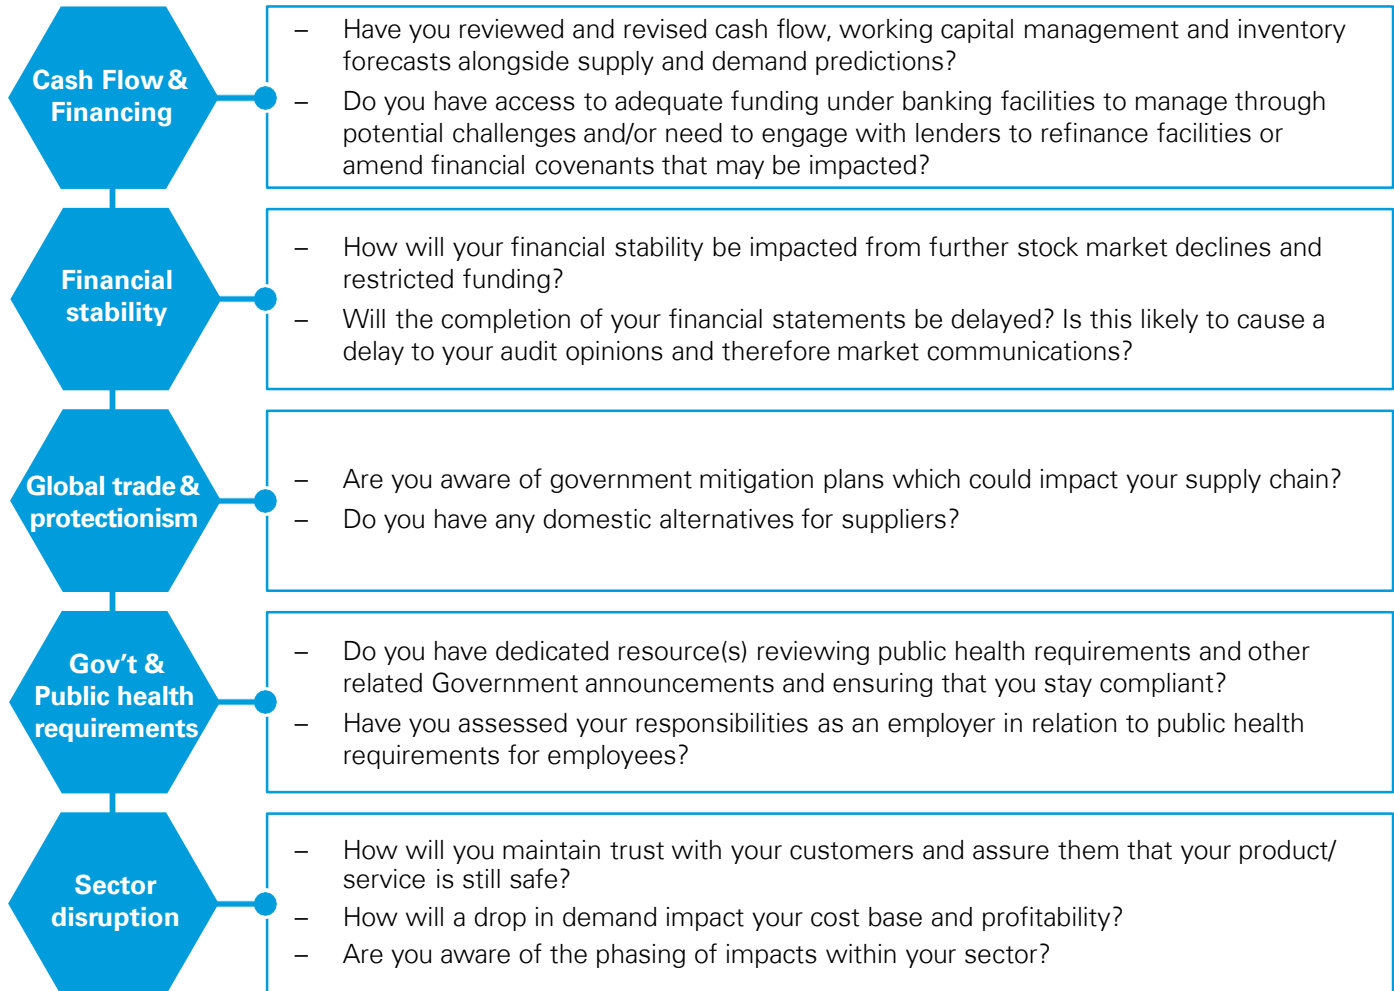 Cash Flow &
Financing
– Have you reviewed and revised cash flow, working capital management and inventory
forecasts alongside supply and demand predictions?
– Do you have access to adequate funding under banking facilities to manage through
potential challenges and/or need to engage with lenders to refinance facilities or
amend financial covenants that may be impacted?
Financial
stability
– How will your financial stability be impacted from further stock market declines and
restricted funding?
– Will the completion of your financial statements be delayed? Is this likely to cause a
delay to your audit opinions and therefore market communications?
Global trade &
protectionism
– Are you aware of government mitigation plans which could impact your supply chain?
– Do you have any domestic alternatives for suppliers?
Gov't &
Public health
requirements
– Do you have dedicated resource(s) reviewing public health requirements and other
related Government announcements and ensuring that you stay compliant?
– Have you assessed your responsibilities as an employer in relation to public health
requirements for employees?
Sector
disruption
– How will you maintain trust with your customers and assure them that your product/
service is still safe?
– How will a drop in demand impact your cost base and profitability?
– Are you aware of the phasing of impacts within your sector?